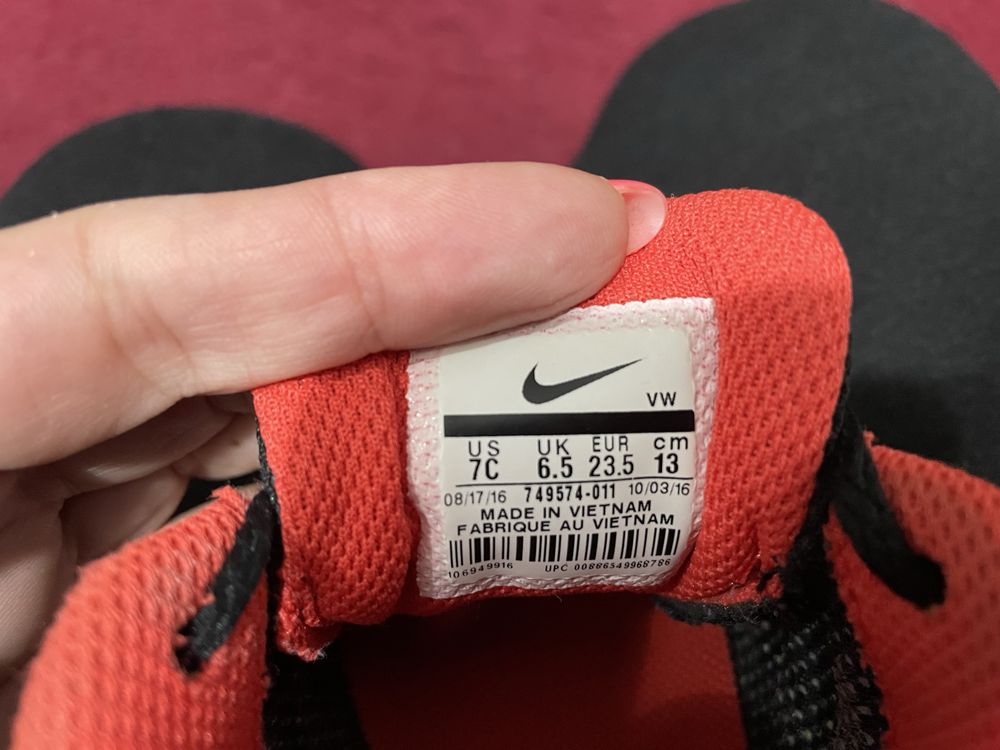 VW
US UK EUR cm
7C 6.5 23.5 13
08/17/16 749574-011 10/03/16
MADE IN VIETNAM
FABRIQUE AU VIETNAM
106949916 UPC 00886549968786